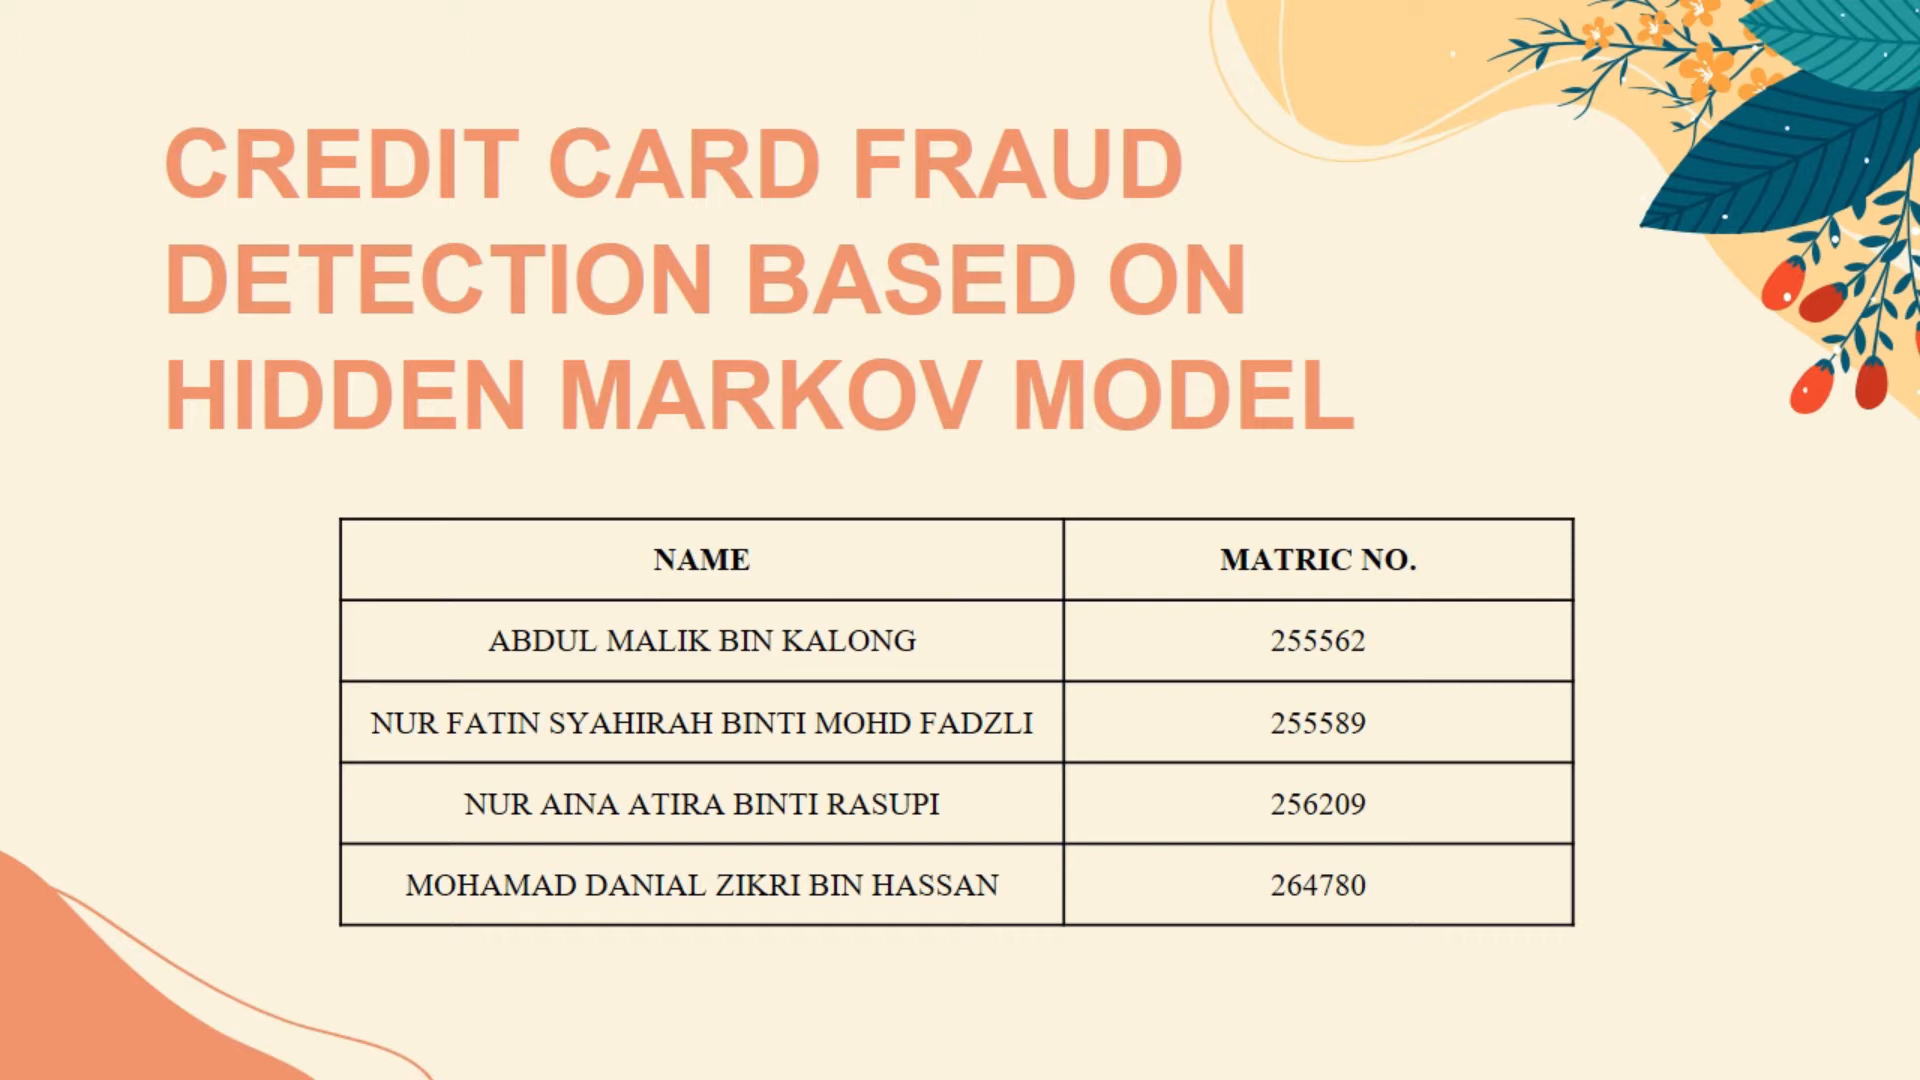 CREDIT CARD FRAUD
DETECTION BASED ON
HIDDEN MARKOV MODEL
NAME MATRIC NO.
ABDUL MALIK BIN KALONG 255562
NUR FATIN SYAHIRAH BINTI MOHD FADZLI 255589
NUR AINA ATIRA BINTI RASUPI 256209
MOHAMAD DANIAL ZIKRI BIN HASSAN 264780